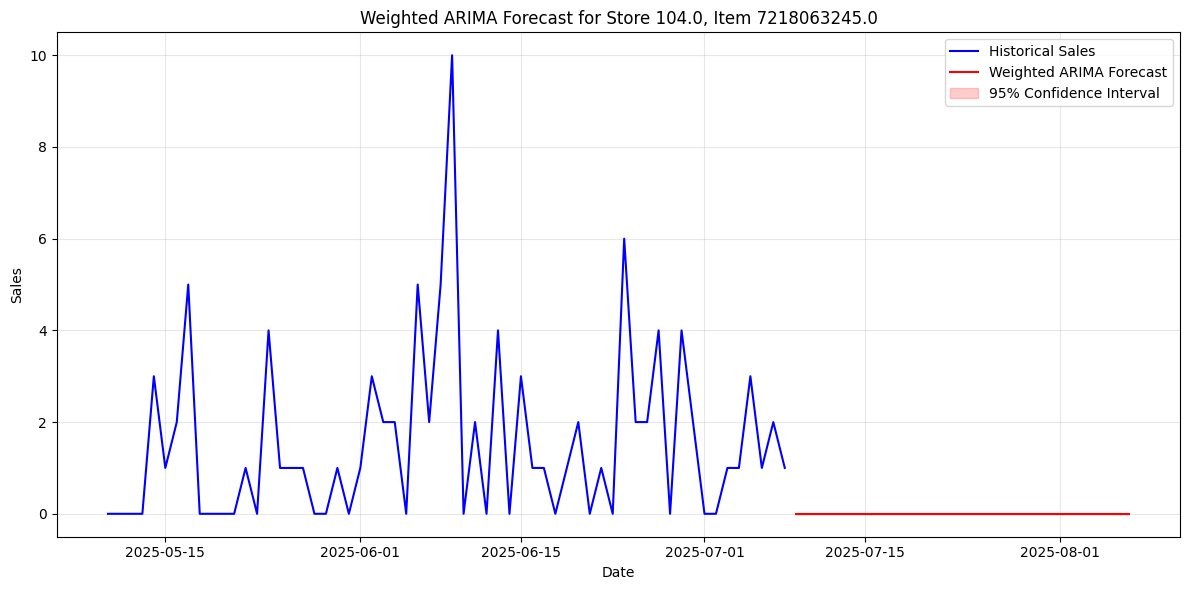 Weighted ARIMA Forecast for Store 104.0, Item 7218063245.0
Historical Sales
Weighted ARIMA Forecast
95% Confidence Interval
Sales
10
8
6
4
2
0
2025-05-15 2025-06-01 2025-06-15 2025-07-01 2025-07-15 2025-08-01
Date